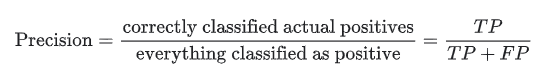 Precision = correctly classified actual positives / everything classified as positive = TP / TP + FP